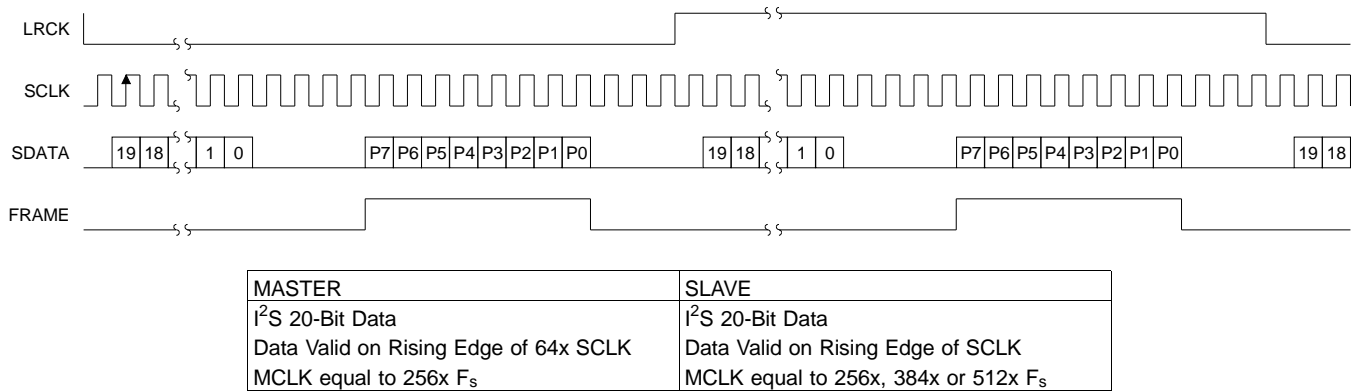 LRCK
SCLK
SDATA 19 18 1 0 P7 P6 P5 P4 P3 P2 P1 P0 19 18 1 0 P7 P6 P5 P4 P3 P2 P1 P0 19 18
FRAME
MASTER SLAVE
I²S 20-Bit Data I²S 20-Bit Data
Data Valid on Rising Edge of 64x SCLK Data Valid on Rising Edge of SCLK
MCLK equal to 256x Fₛ MCLK equal to 256x, 384x or 512x Fₛ